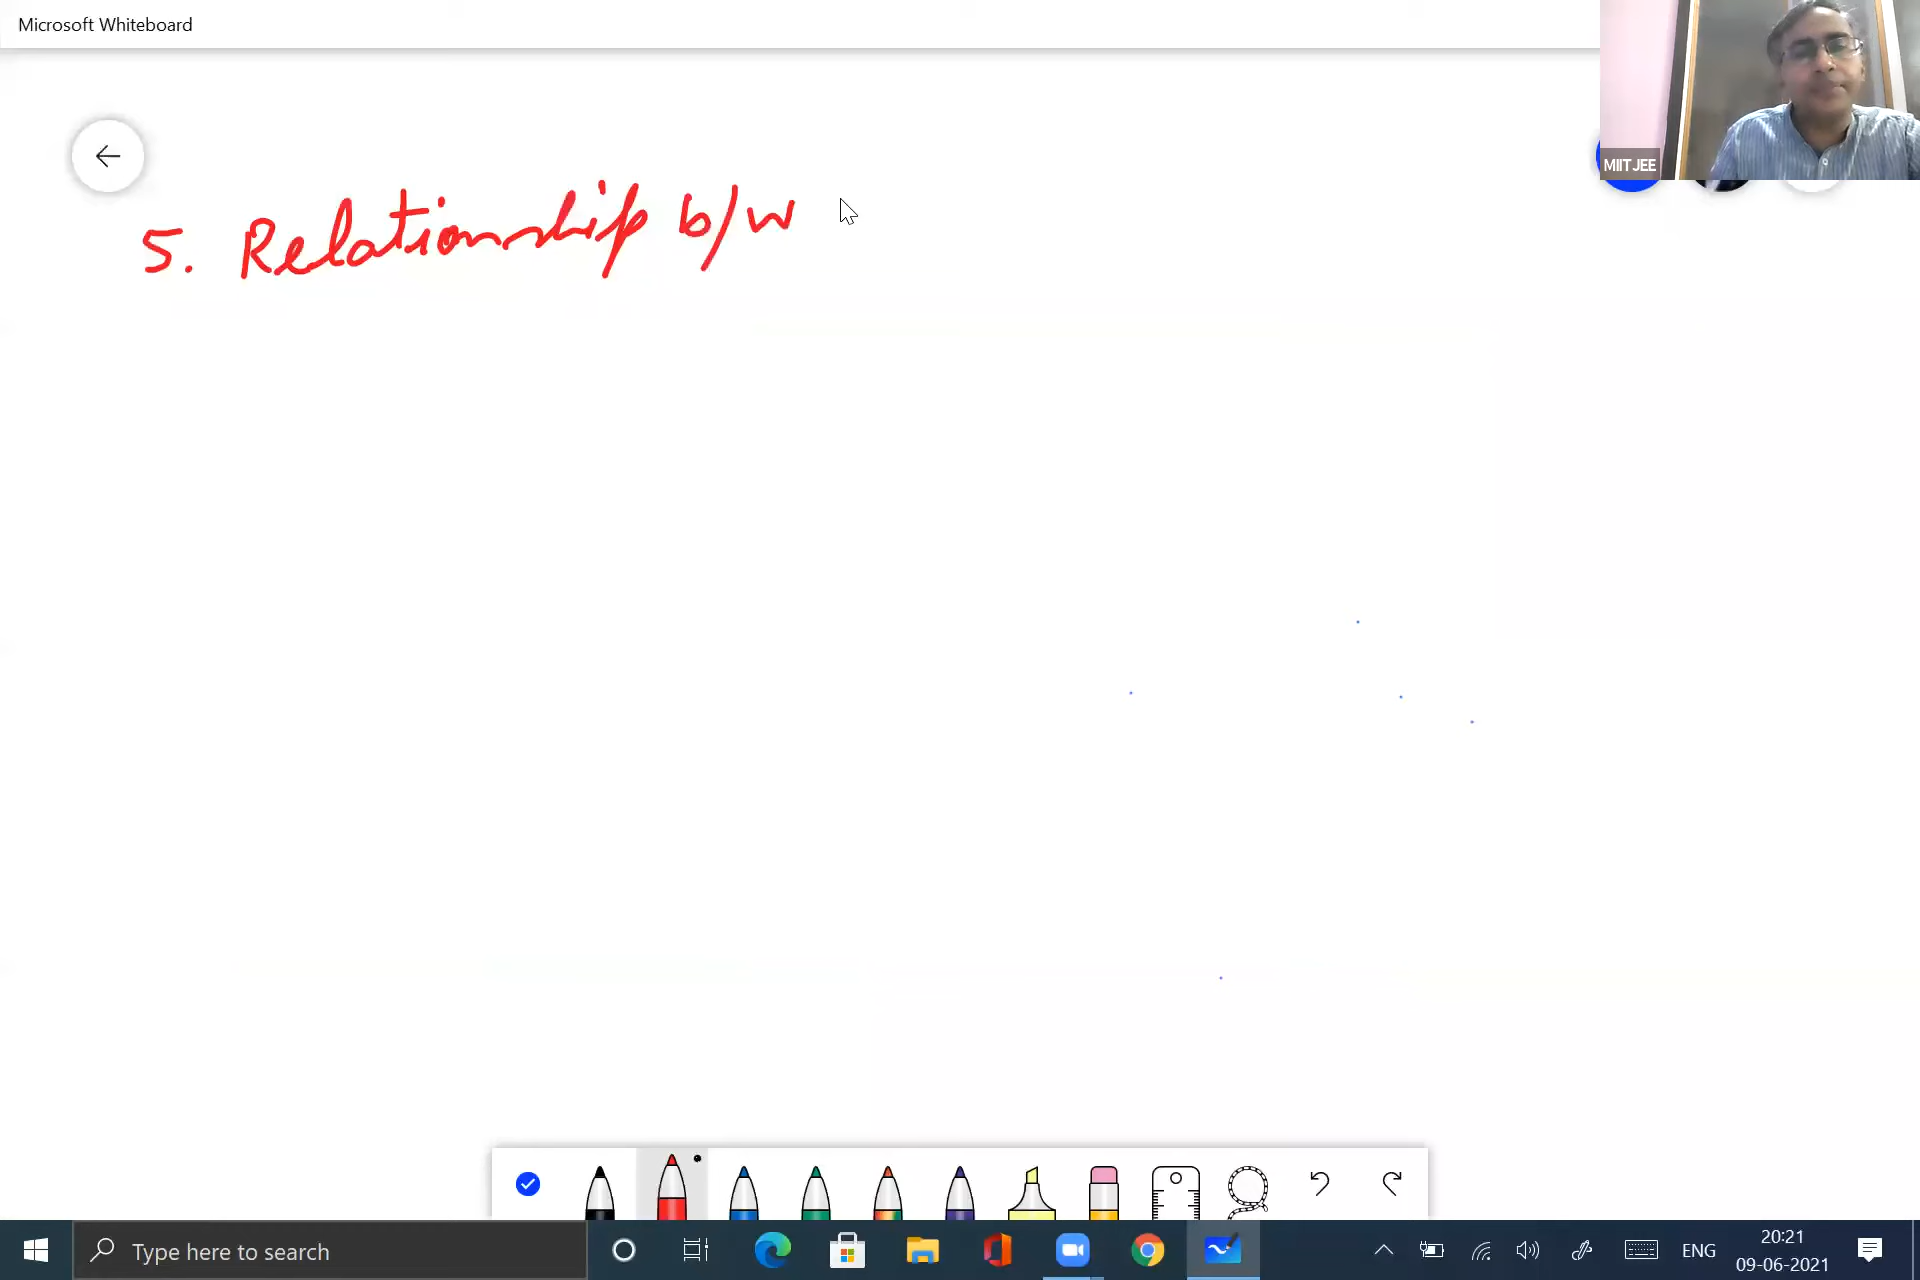 Microsoft Whiteboard
MIIT JEE
5. Relationship b/w
Type here to search
ENG
20:21
09-06-2021